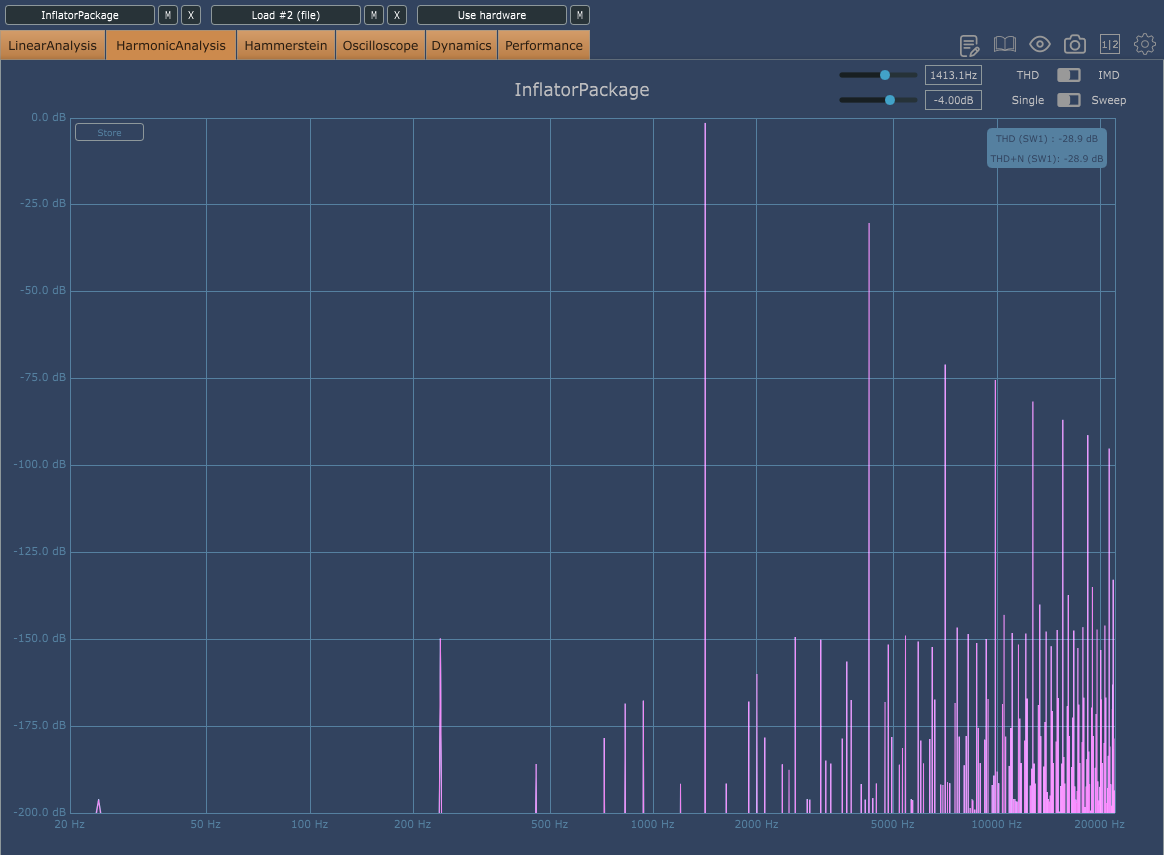 InflatorPackage M X Load #2 (file) M X Use hardware M
LinearAnalysis HarmonicAnalysis Hammerstein Oscilloscope Dynamics Performance 1|2
1413.1Hz THD IMD
InflatorPackage
-4.00dB Single Sweep
0.0 dB
Store
THD (SW1) : -28.9 dB
THD+N (SW1): -28.9 dB
-25.0 dB
-50.0 dB
-75.0 dB
-100.0 dB
-125.0 dB
-150.0 dB
-175.0 dB
-200.0 dB
20 Hz 50 Hz 100 Hz 200 Hz 500 Hz 1000 Hz 2000 Hz 5000 Hz 10000 Hz 20000 Hz